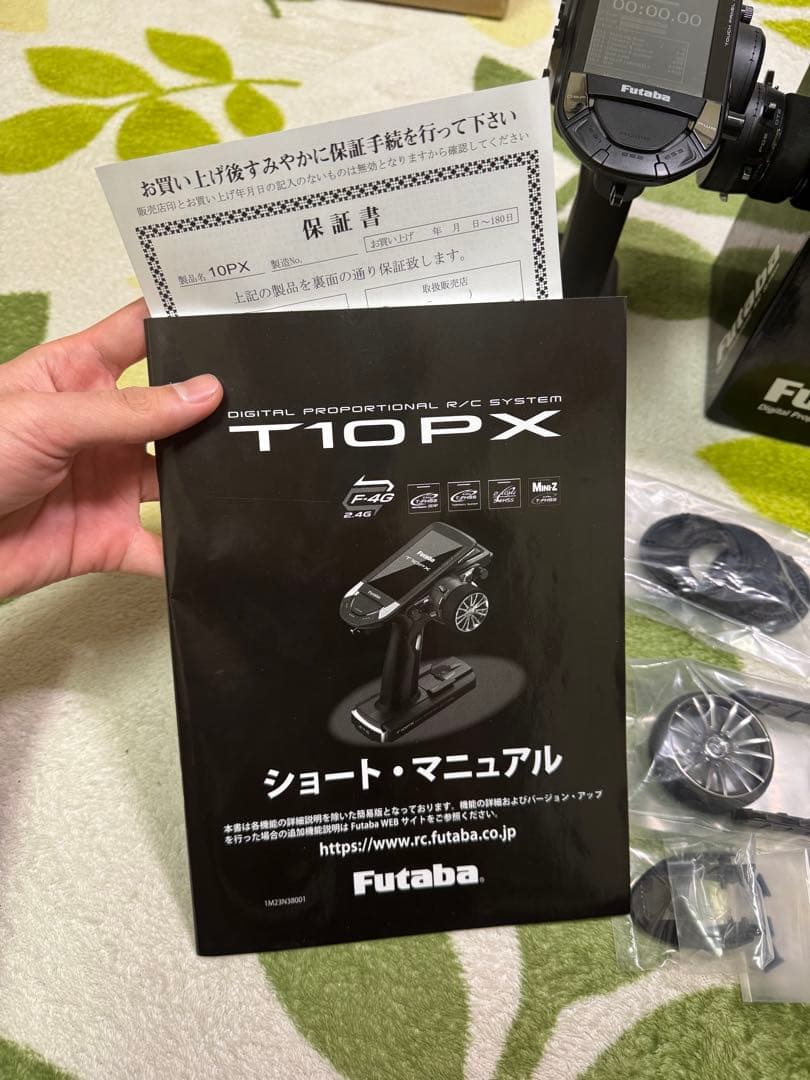 00:00.00
Futaba
お買い上げ後すみやかに保証手続を行って下さい
販売店印とお買い上げ年月日の記入のないものは無効となりますから確認してください
保証書
お買い上げ 年 月 日～180日
製品名 10PX 製造No.
上記の製品を裏面の通り保証致します。
取扱販売店
DIGITAL PROPORTIONAL R/C SYSTEM
T10PX
F-4G
2.4G
MINI-Z
Futaba
T10PX
Futaba
T10PX
ショート・マニュアル
本書は各機能の詳細説明を除いた簡易版となっております。機能の詳細およびバージョン・アップ
を行った場合の追加機能説明は Futaba WEB サイトをご参照ください。
https://www.rc.futaba.co.jp
Futaba
1M23N38001
Futaba